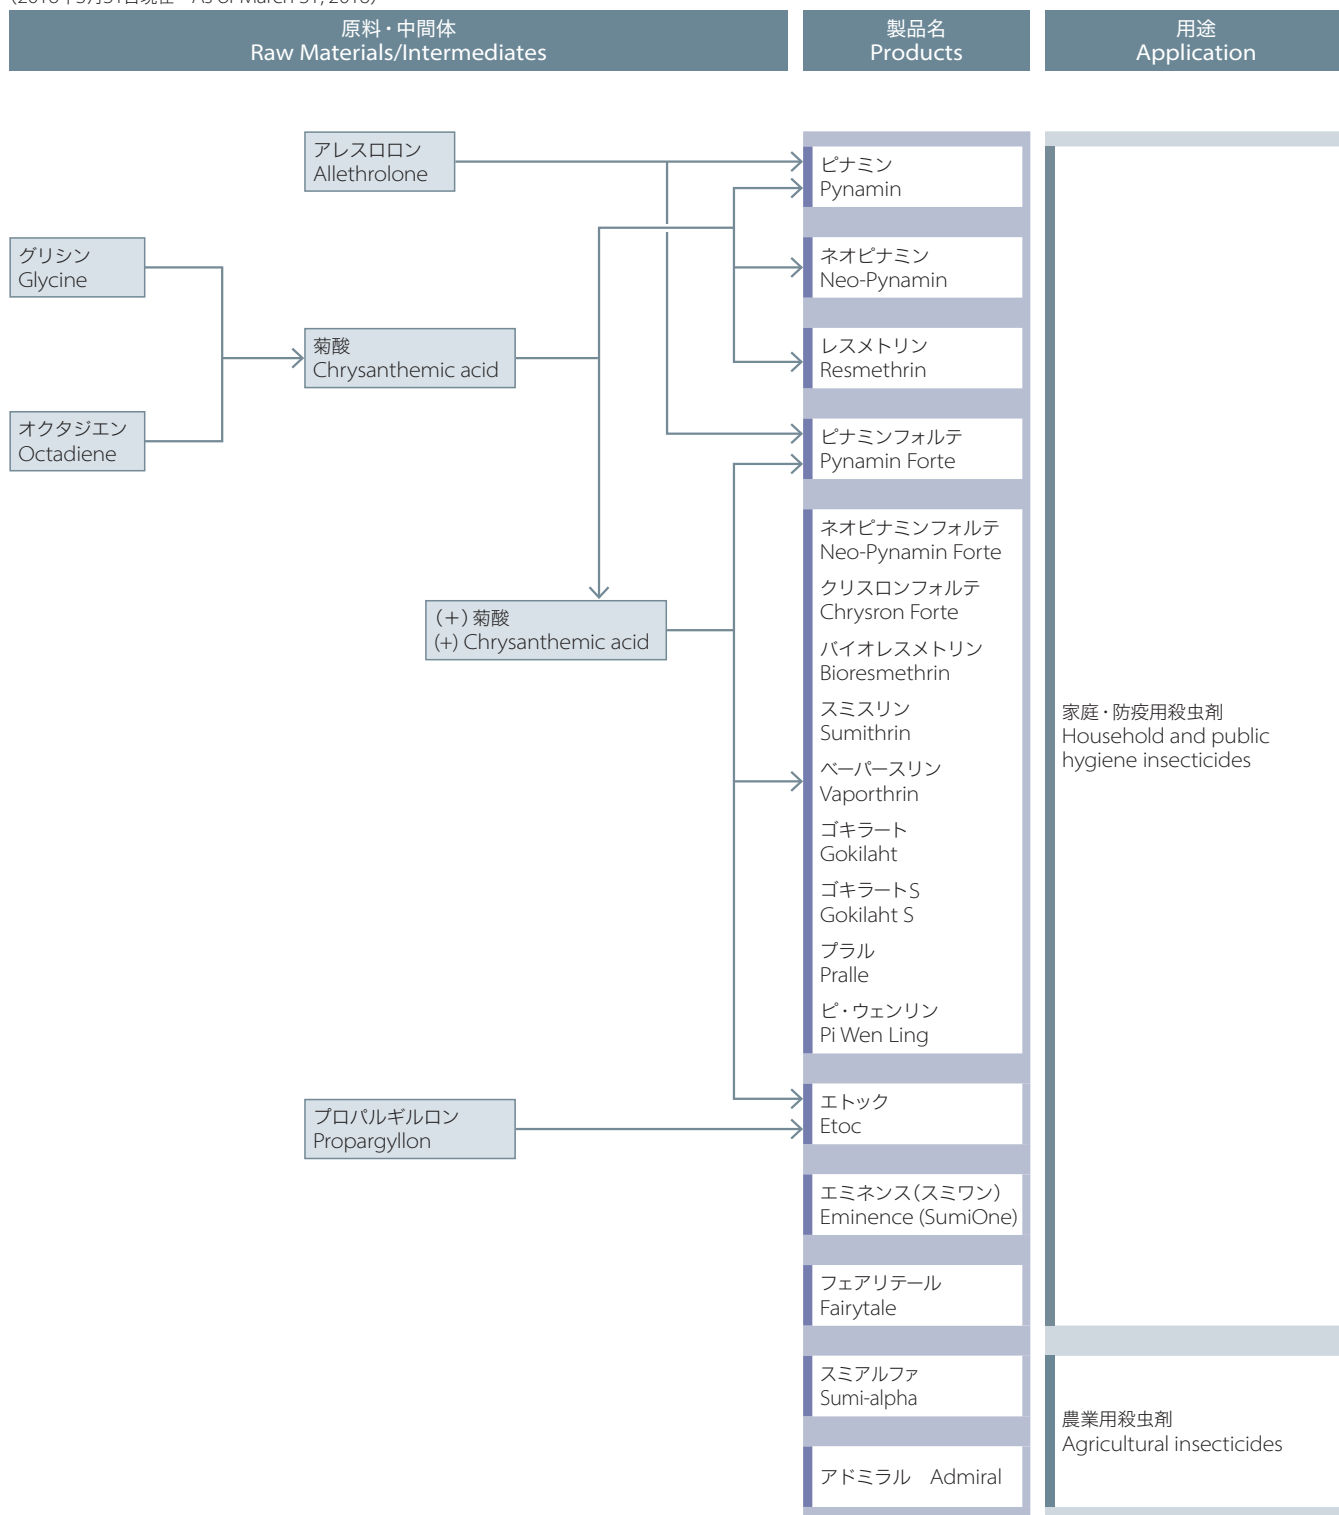 原料・中間体
Raw Materials/Intermediates
製品名
Products
用途
Application
アレスロロン
Allethrolone
グリシン
Glycine
オクタジエン
Octadiene
菊酸
Chrysanthemic acid
(+)菊酸
(+) Chrysanthemic acid
プロパルギルロン
Propargyllon
ピナミン
Pynamin
ネオピナミン
Neo-Pynamin
レスメトリン
Resmethrin
ピナミンフォルテ
Pynamin Forte
ネオピナミンフォルテ
Neo-Pynamin Forte
クリスロンフォルテ
Chrysron Forte
バイオレスメトリン
Bioresmethrin
スミスリン
Sumithrin
ベーパースリン
Vaporthrin
ゴキラート
Gokilaht
ゴキラートS
Gokilaht S
プラル
Pralle
ピ・ウェンリン
Pi Wen Ling
エトック
Etoc
エミネンス(スミワン)
Eminence (SumiOne)
フェアリテール
Fairytale
スミアルファ
Sumi-alpha
アドミラル　Admiral
家庭・防疫用殺虫剤
Household and public
hygiene insecticides
農業用殺虫剤
Agricultural insecticides